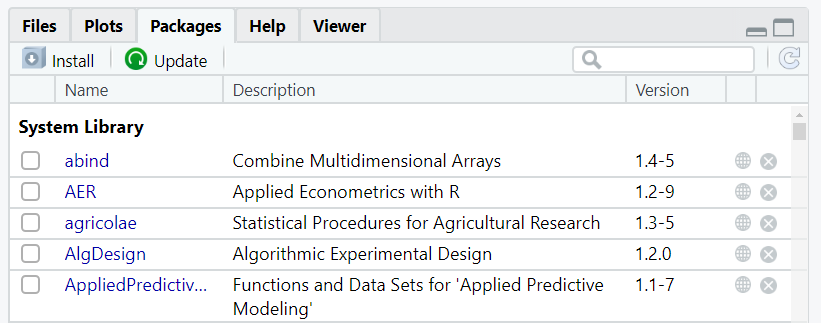 Files Plots Packages Help Viewer
Install Update
Name Description Version
System Library
abind Combine Multidimensional Arrays 1.4-5
AER Applied Econometrics with R 1.2-9
agricolae Statistical Procedures for Agricultural Research 1.3-5
AlgDesign Algorithmic Experimental Design 1.2.0
AppliedPredictiv... Functions and Data Sets for 'Applied Predictive 1.1-7
Modeling'